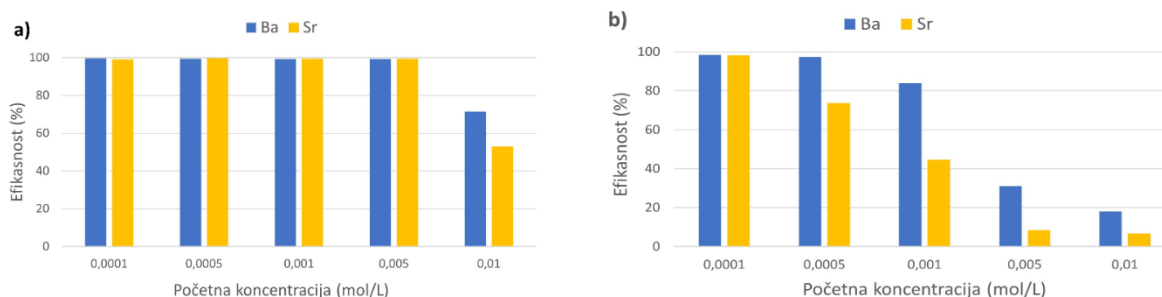 a)
Ba Sr
Efikasnost (%)
100
80
60
40
20
0
0,0001 0,0005 0,001 0,005 0,01
Početna koncentracija (mol/L)
b)
Ba Sr
Efikasnost (%)
100
80
60
40
20
0
0,0001 0,0005 0,001 0,005 0,01
Početna koncentracija (mol/L)